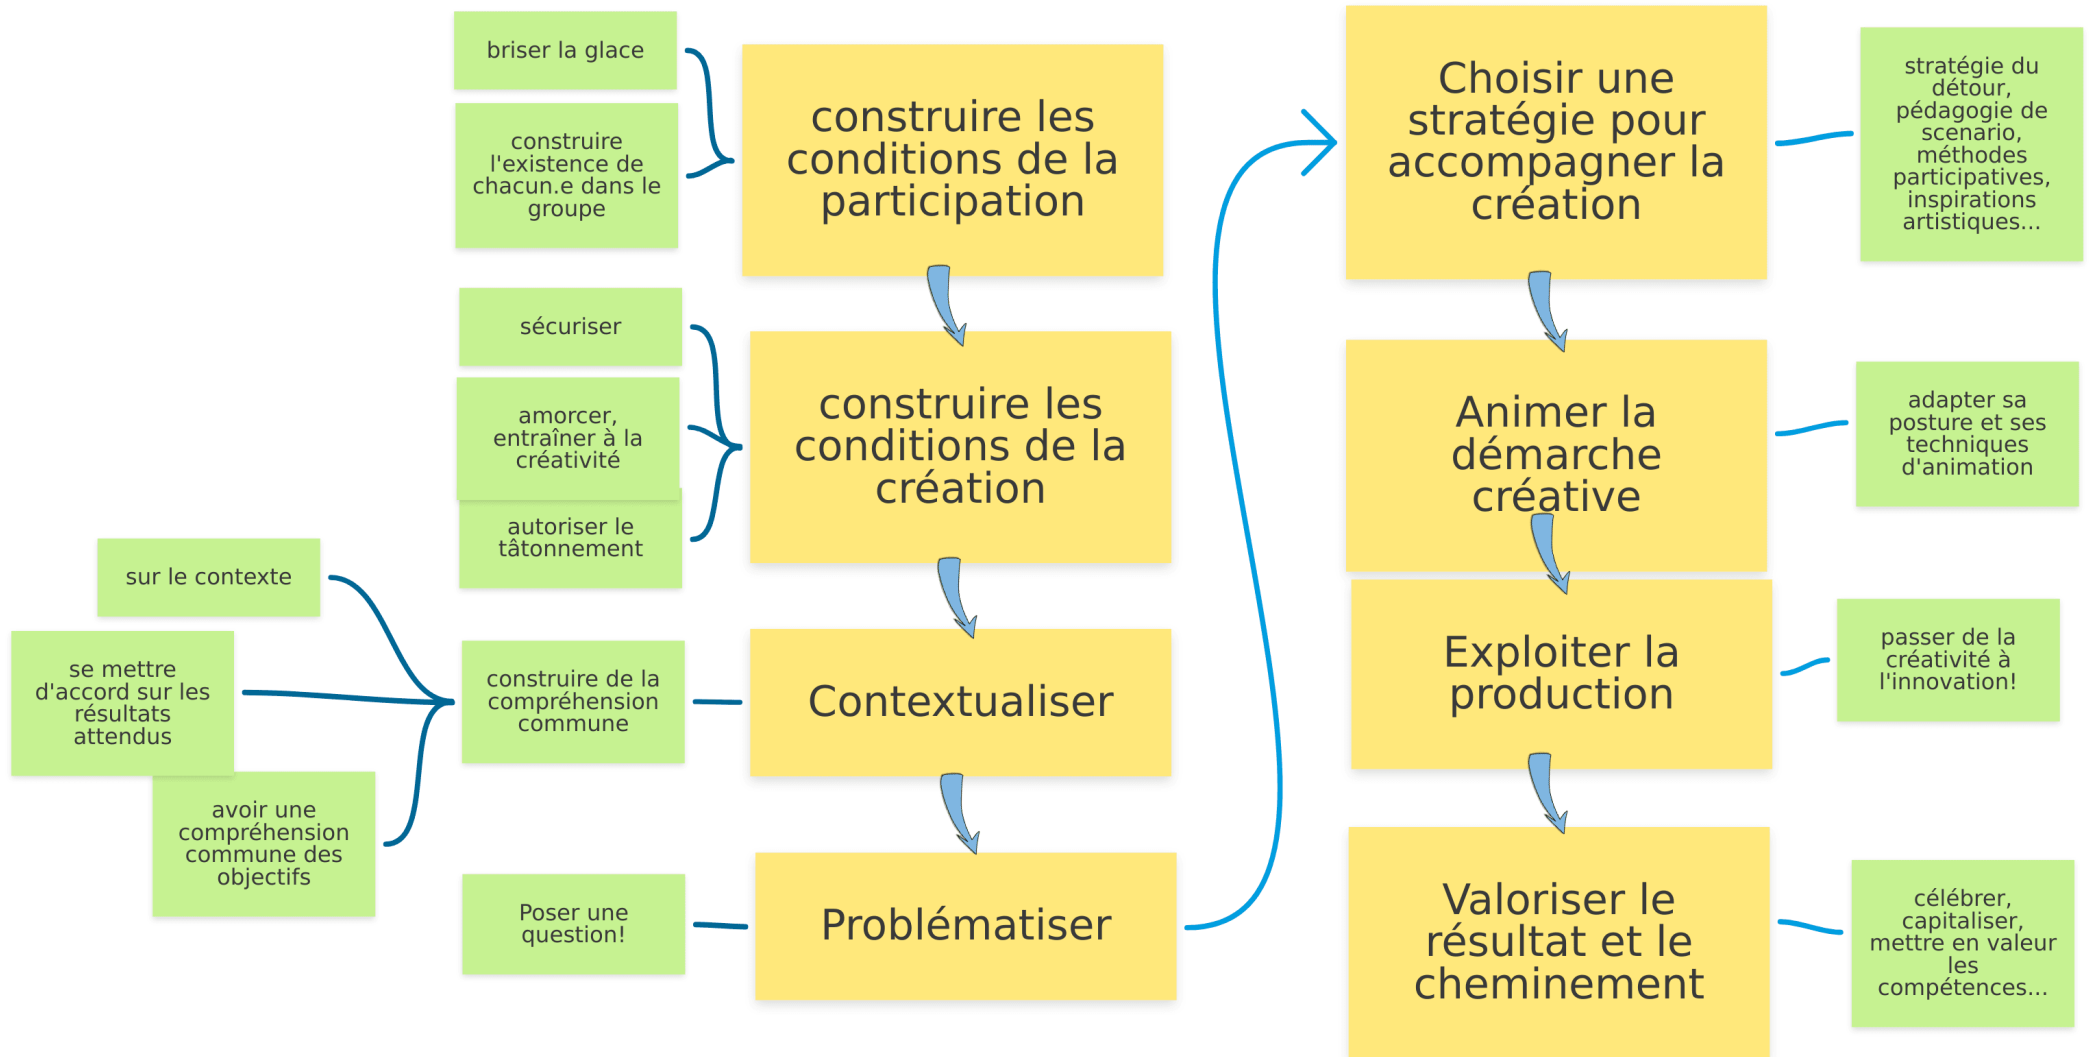 briser la glace
construire
l'existence de
chacun.e dans le
groupe
construire les
conditions de la
participation
sécuriser
amorcer,
entraîner à la
créativité
autoriser le
tâtonnement
construire les
conditions de la
création
sur le contexte
se mettre
d'accord sur les
résultats
attendus
avoir une
compréhension
commune des
objectifs
construire de la
compréhension
commune
Contextualiser
Poser une
question!
Problématiser
Choisir une
stratégie pour
accompagner la
création
stratégie du
détour,
pédagogie de
scenario,
méthodes
participatives,
inspirations
artistiques...
Animer la
démarche
créative
adapter sa
posture et ses
techniques
d'animation
Exploiter la
production
passer de la
créativité à
l'innovation!
Valoriser le
résultat et le
cheminement
célébrer,
capitaliser,
mettre en valeur
les
compétences...